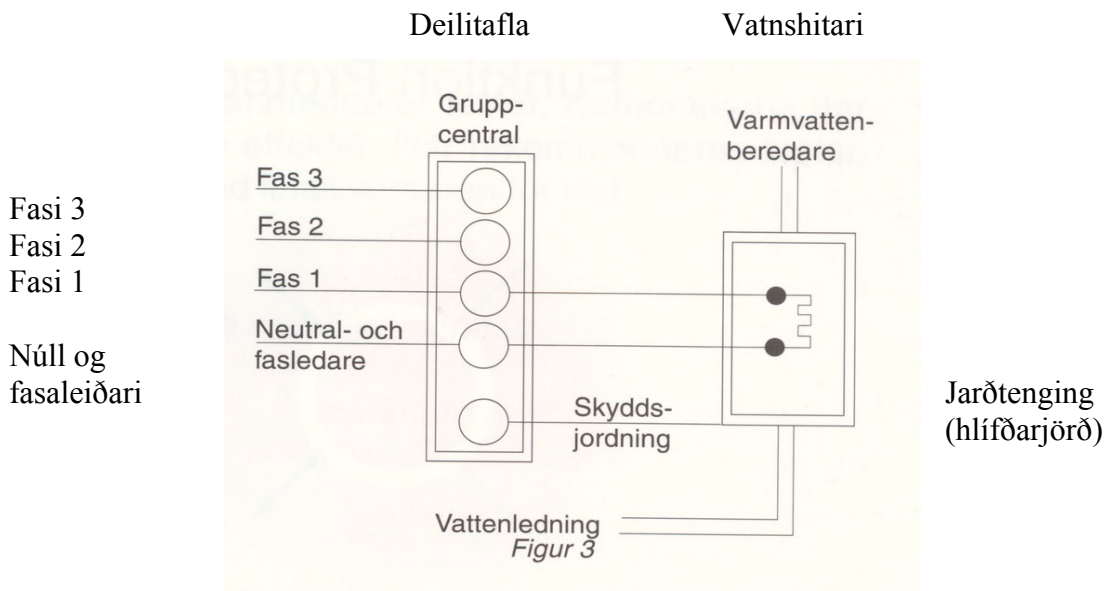 Deilitafla
Vatnshitari
Grupp-
central
Varmvatten-
beredare
Fas 3
Fas 2
Fas 1
Neutral- och
fasledare
Skydds-
jordning
Vattenledning
Figur 3
Fasi 3
Fasi 2
Fasi 1
Núll og
fasaleiðari
Jarðtenging
(hlífðarjörð)